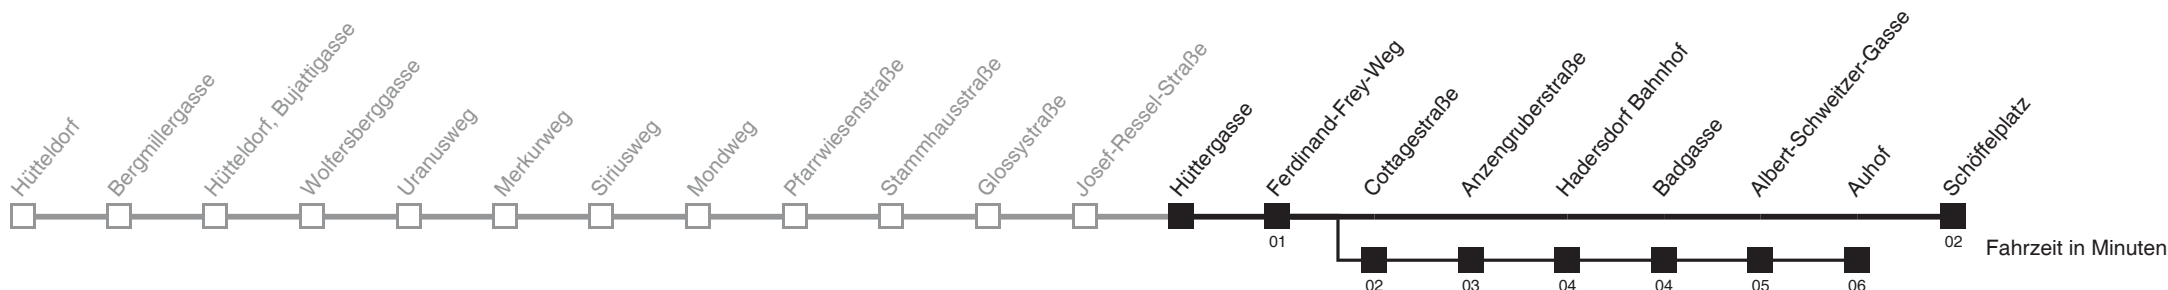 Hütteldorf
Bergmillergasse
Hütteldorf, Bujattigasse
Wolfersberggasse
Uranusweg
Merkurweg
Siriusweg
Mondweg
Pfarrwiesenstraße
Stammhausstraße
Glossystraße
Josef-Ressel-Straße
Hüttergasse
Ferdinand-Frey-Weg
Cottagestraße
Anzengruberstraße
Hadersdorf Bahnhof
Badgasse
Albert-Schweitzer-Gasse
Auhof
Schöffelplatz
01
02
Fahrzeit in Minuten
02
03
04
04
05
06